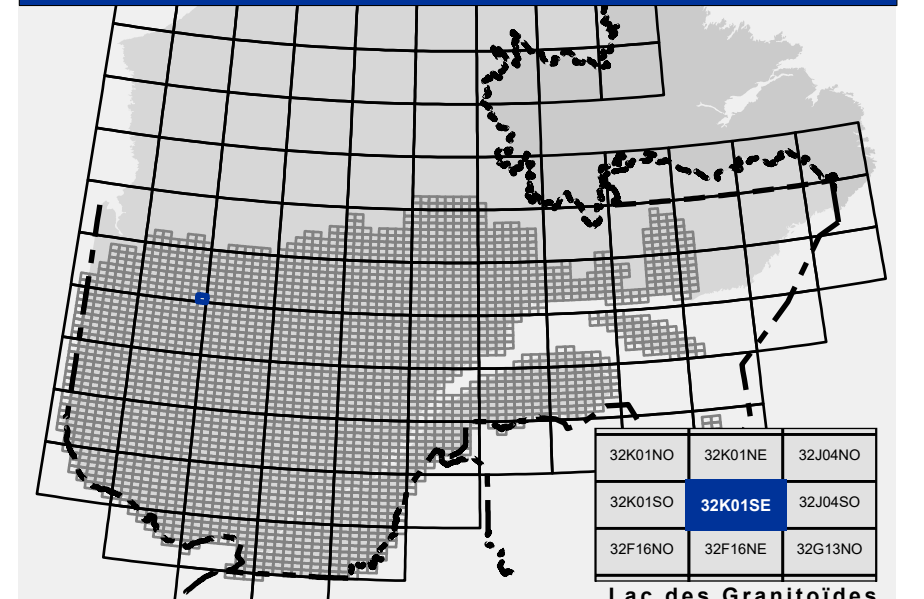 32K01NO 32K01NE 32J04NO
32K01SO 32K01SE 32J04SO
32F16NO 32F16NE 32G13NO
Lac des Granitoïdes